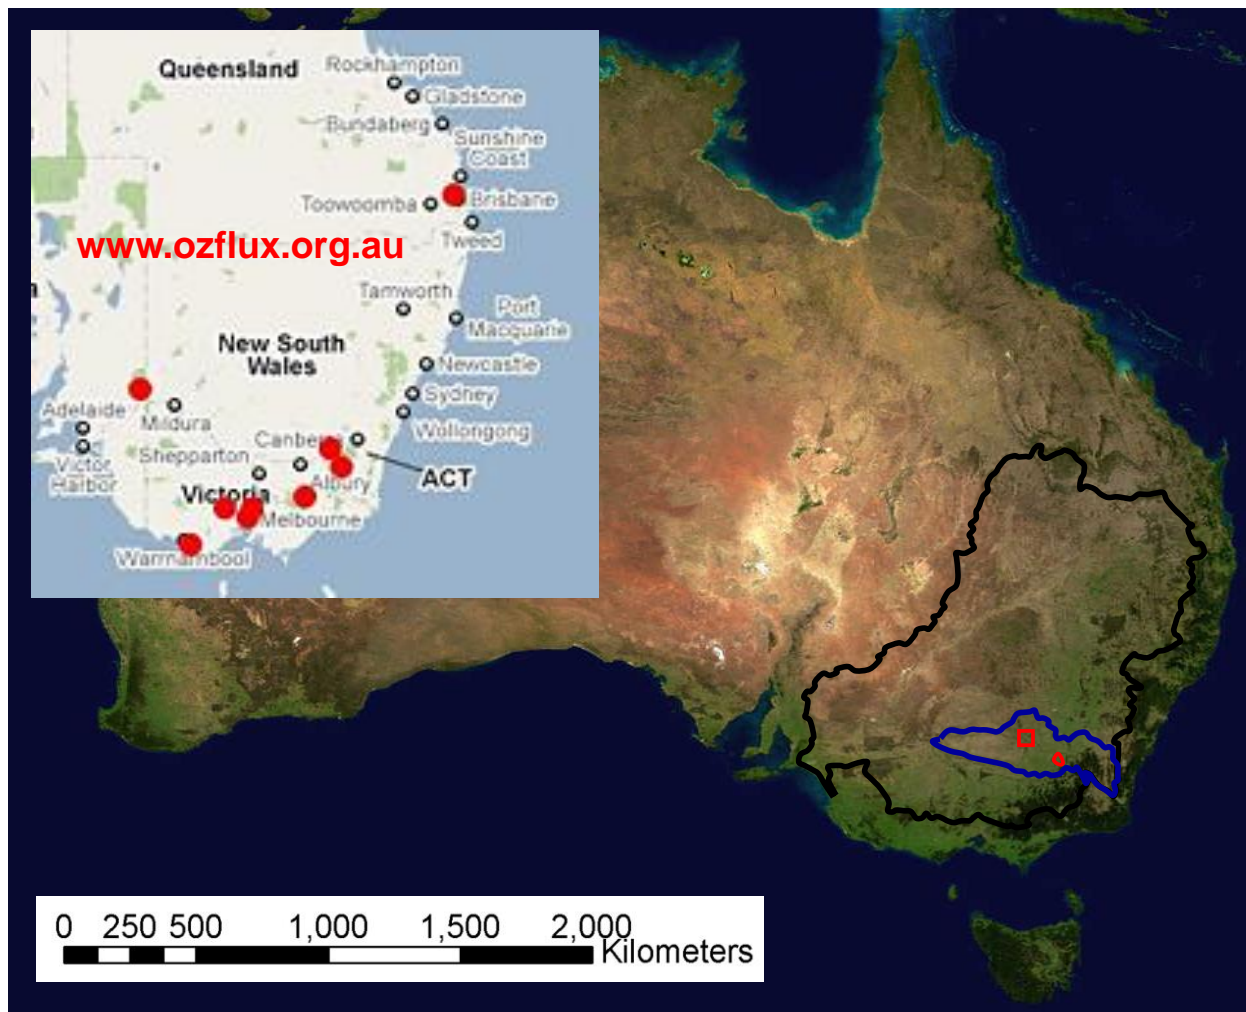 Queensland
Rockhampton
Gladstone
Bundaberg
Sunshine
Coast
Toowoomba
Brisbane
Tweed
www.ozflux.org.au
Tamworth
Port
Macquarie
New South
Wales
Newcastle
Sydney
Wollongong
Adelaide
Mildura
Victor
Harbor
Canberra
Shepparton
ACT
Albury
Victoria
Melbourne
Warrnambool
0 250 500 1,000 1,500 2,000
Kilometers